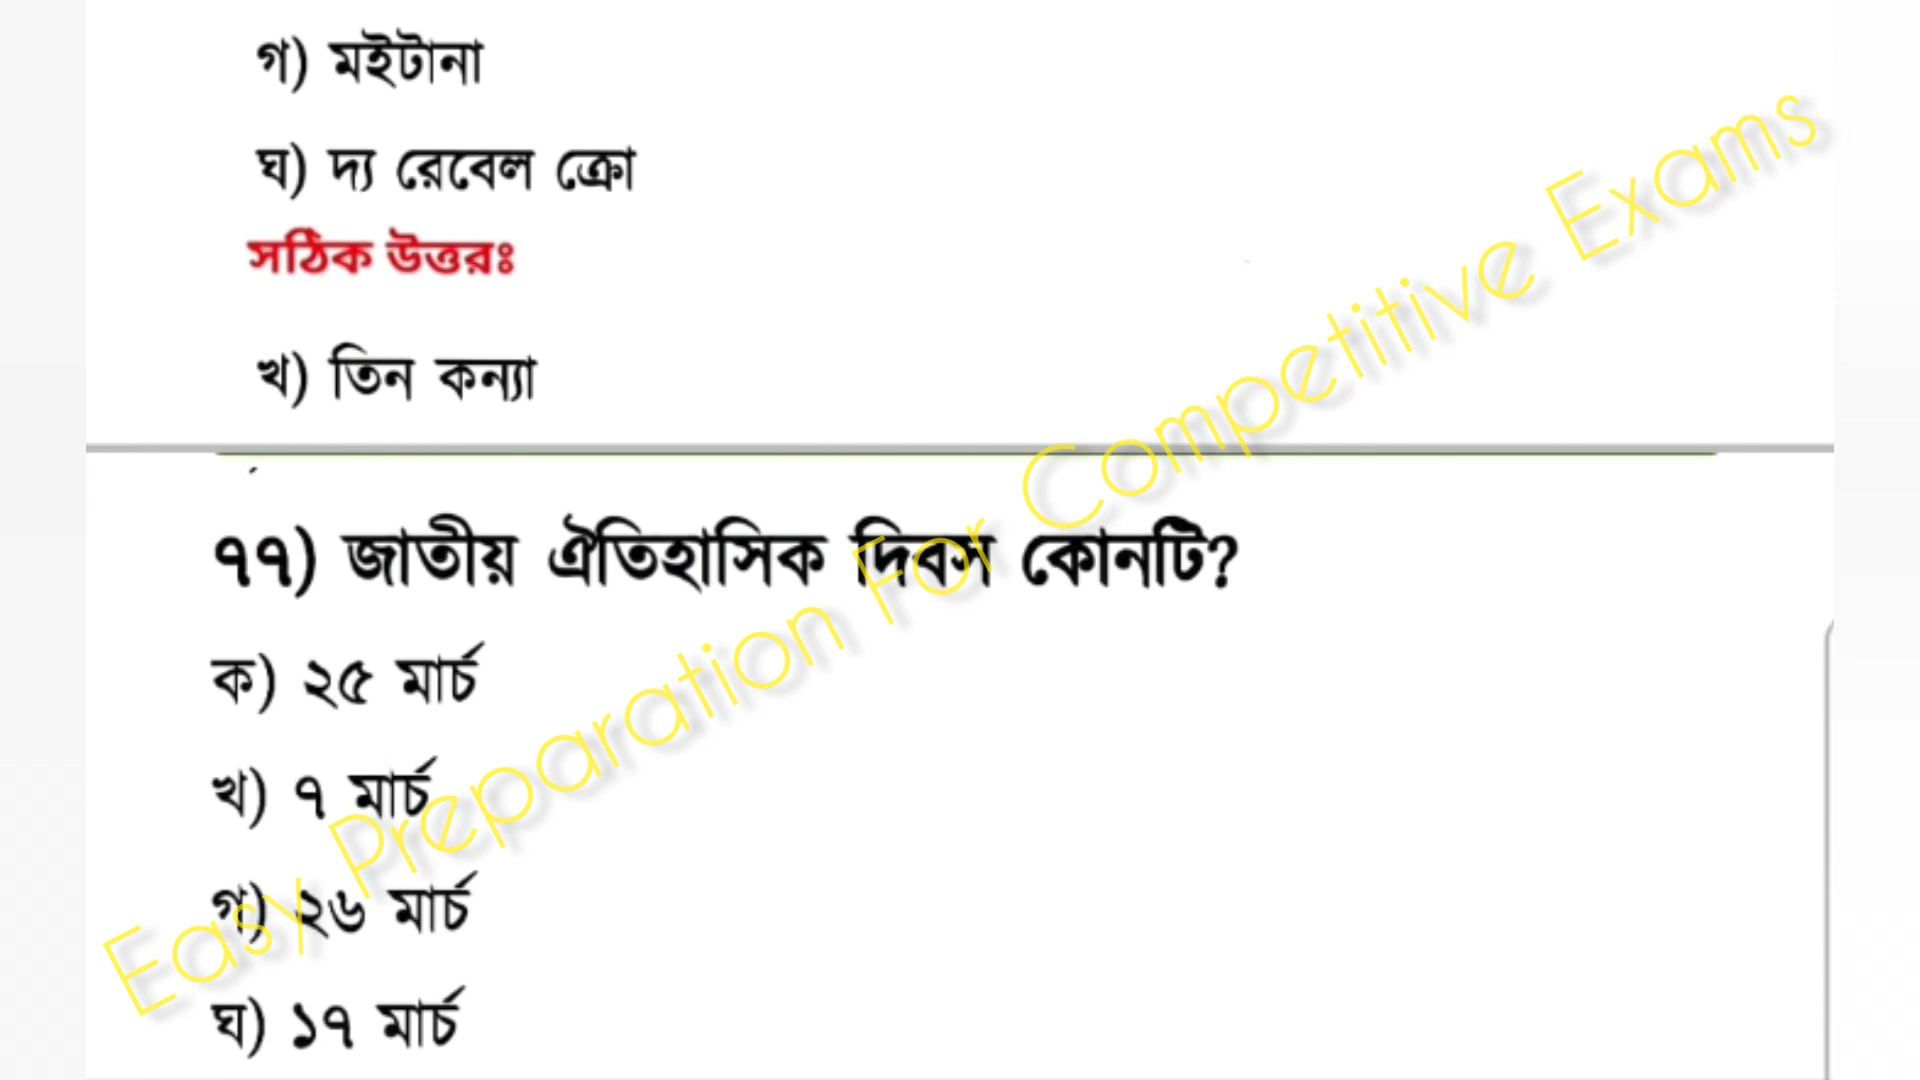 গ) মইটানা
ঘ) দ্য রেবেল ক্রো
সঠিক উত্তরঃ
খ) তিন কন্যা
৭৭) জাতীয় ঐতিহাসিক দিবস কোনটি?
ক) ২৫ মার্চ
খ) ৭ মার্চ
গ) ২৬ মার্চ
ঘ) ১৭ মার্চ
Easy Preparation For Competitive Exams